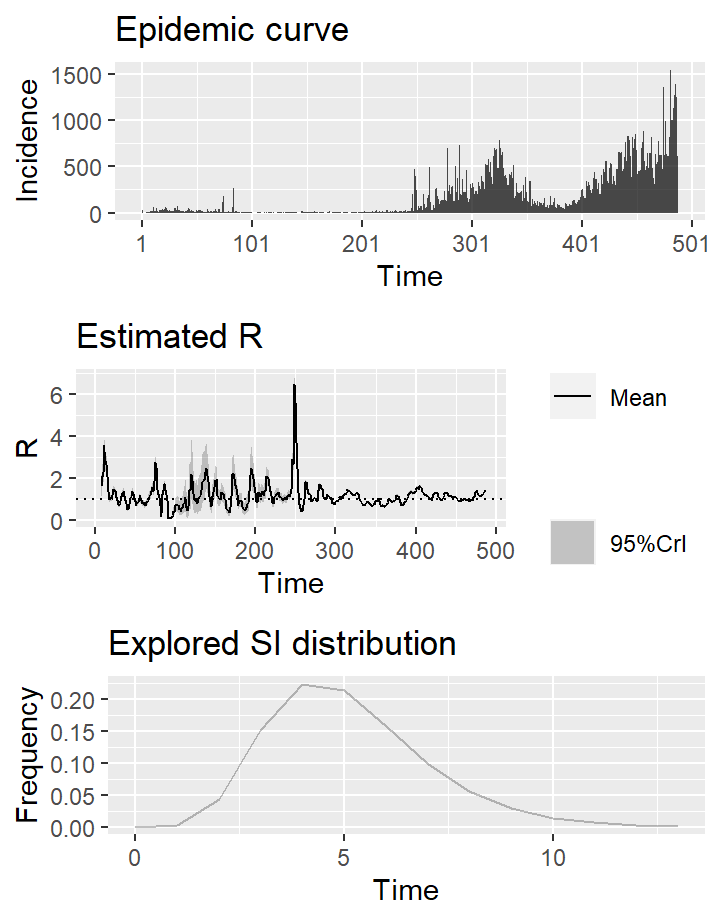 Epidemic curve
1500
1000
500
0
Incidence
1 101 201 301 401 501
Time
Estimated R
6
4
2
0
R
0 100 200 300 400 500
Time
Mean
95%CrI
Explored SI distribution
0.20
0.15
0.10
0.05
0.00
Frequency
0 5 10
Time